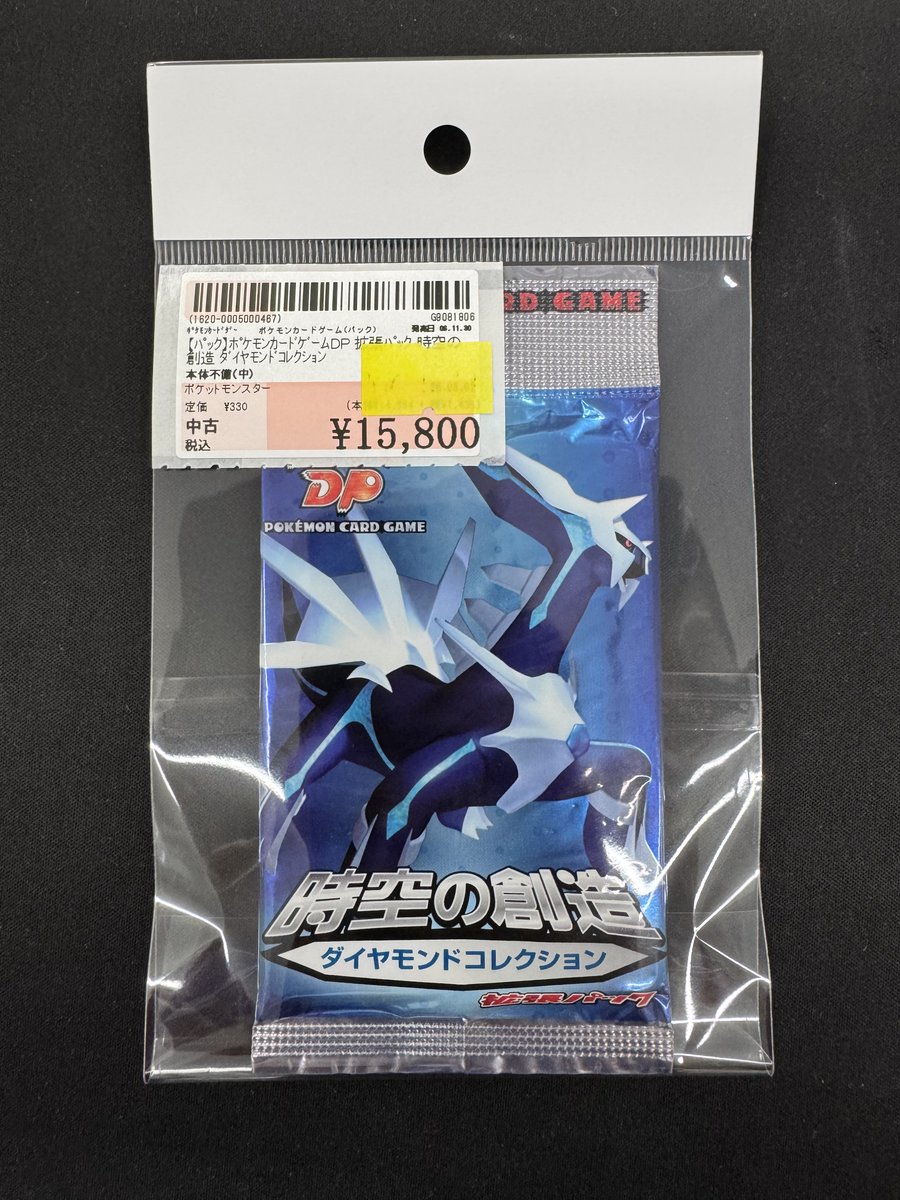 (1620-0005000467)
G9081806
ﾎﾟｹﾓﾝｶｰﾄﾞﾀﾞｰ ポケモンカードゲーム(パック) 発売日 06.11.30
【パック】ポケモンカードゲームDP 拡張パック 時空の
創造 ダイヤモンドコレクション
本体不備(中)
ポケットモンスター
定価 ¥330
(本
中古
税込
¥15,800
RD GAME
DP
POKÉMON CARD GAME
時空の創造
ダイヤモンドコレクション
拡張パック